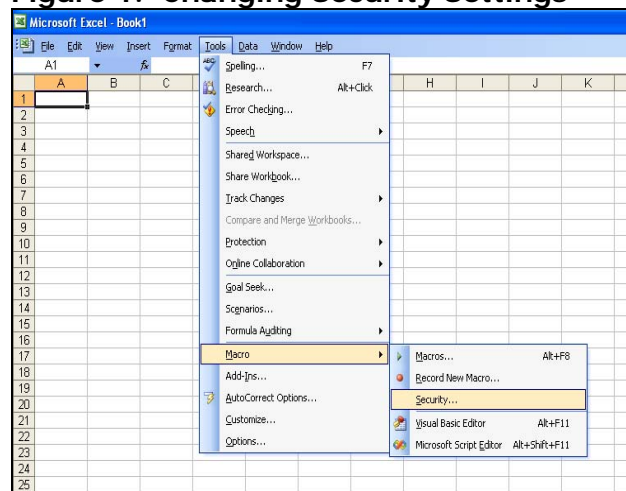 Figure 1. Changing Security Settings
Microsoft Excel - Book1
File Edit View Insert Format Tools Data Window Help
A1 fx
A B C H I J K
Spelling... F7
Research... Alt+Click
Error Checking...
Speech
Shared Workspace...
Share Workbook...
Track Changes
Compare and Merge Workbooks...
Protection
Online Collaboration
Goal Seek...
Scenarios...
Formula Auditing
Macro
Add-Ins...
AutoCorrect Options...
Customize...
Options...
Macros... Alt+F8
Record New Macro...
Security...
Visual Basic Editor Alt+F11
Microsoft Script Editor Alt+Shift+F11
1
2
3
4
5
6
7
8
9
10
11
12
13
14
15
16
17
18
19
20
21
22
23
24
25